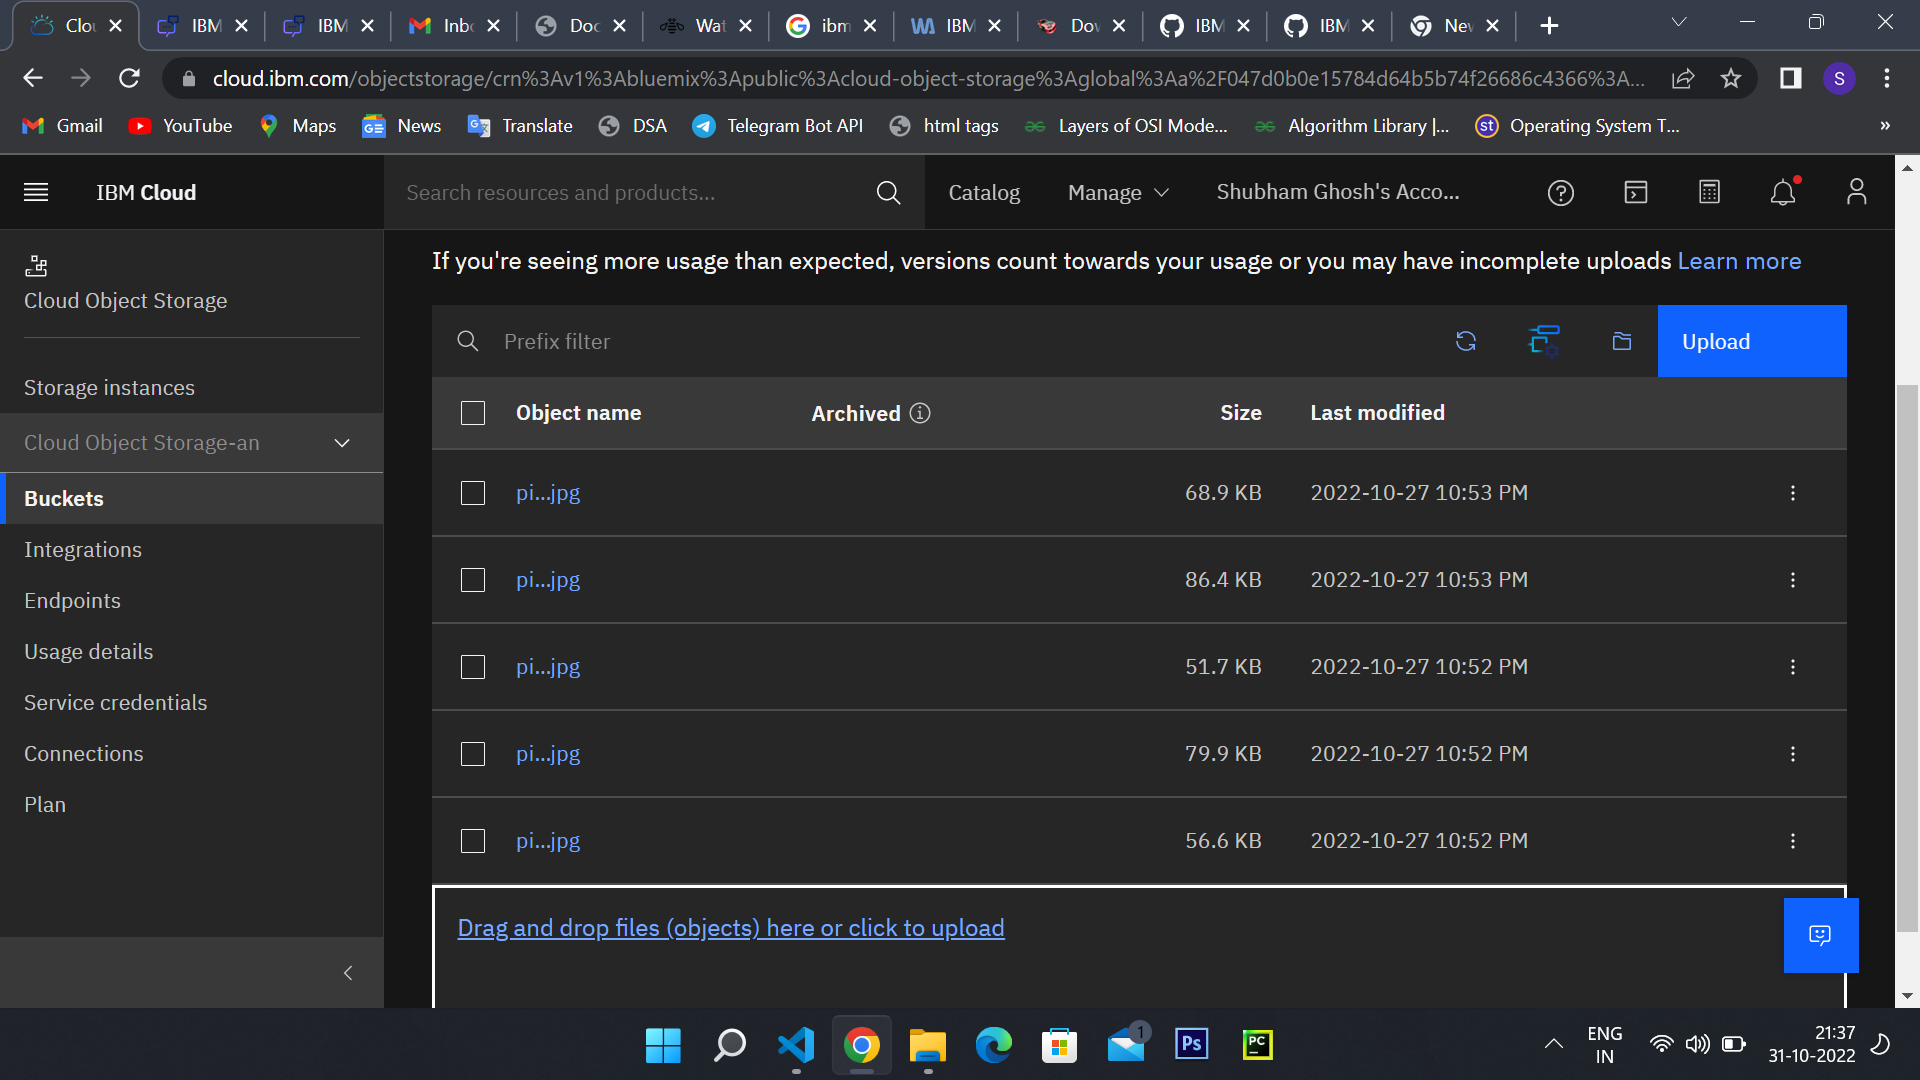 Clou
IBM
IBM
Inbo
Doc
Wat
ibm
IBM
Dov
IBM
IBM
Nev
cloud.ibm.com/objectstorage/crn%3Av1%3Abluemix%3Apublic%3Acloud-object-storage%3Aglobal%3Aa%2F047d0b0e15784d64b5b74f26686c4366%3A...
S
Gmail
YouTube
Maps
News
Translate
DSA
Telegram Bot API
html tags
Layers of OSI Mode...
Algorithm Library |...
st
Operating System T...
»
IBM Cloud
Search resources and products...
Catalog
Manage
Shubham Ghosh's Acco...
Cloud Object Storage
Storage instances
Cloud Object Storage-an
Buckets
Integrations
Endpoints
Usage details
Service credentials
Connections
Plan
If you're seeing more usage than expected, versions count towards your usage or you may have incomplete uploads Learn more
Prefix filter
Upload
Object name Archived Size Last modified
pi...jpg 68.9 KB 2022-10-27 10:53 PM
pi...jpg 86.4 KB 2022-10-27 10:53 PM
pi...jpg 51.7 KB 2022-10-27 10:52 PM
pi...jpg 79.9 KB 2022-10-27 10:52 PM
pi...jpg 56.6 KB 2022-10-27 10:52 PM
Drag and drop files (objects) here or click to upload
1
Ps
PC
ENG
IN
21:37
31-10-2022